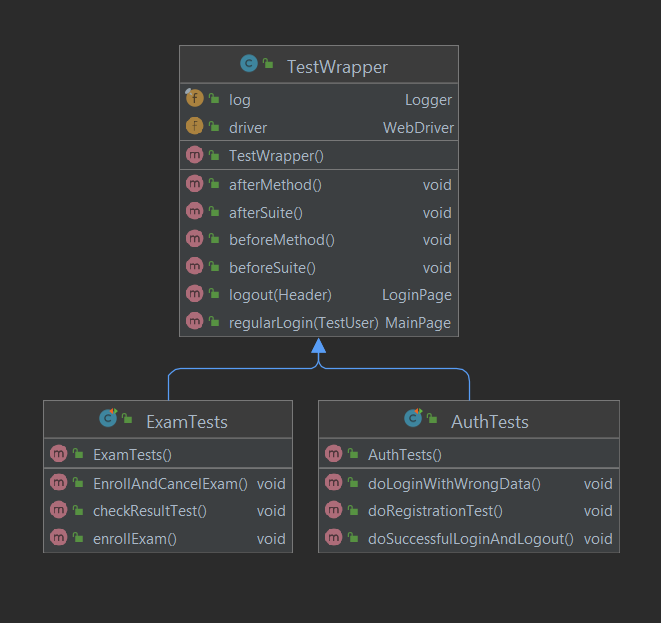 TestWrapper
log Logger
driver WebDriver
TestWrapper()
afterMethod() void
afterSuite() void
beforeMethod() void
beforeSuite() void
logout(Header) LoginPage
regularLogin(TestUser) MainPage
ExamTests
ExamTests()
EnrollAndCancelExam() void
checkResultTest() void
enrollExam() void
AuthTests
AuthTests()
doLoginWithWrongData() void
doRegistrationTest() void
doSuccessfulLoginAndLogout() void